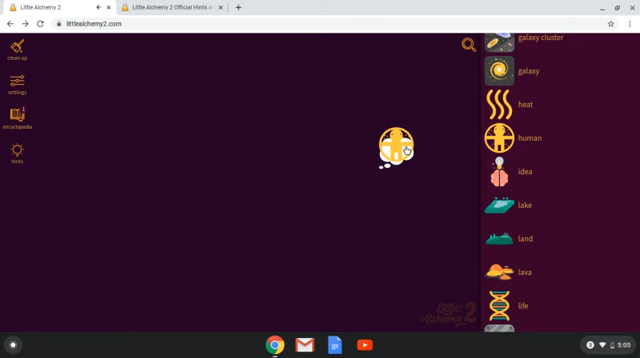 Little Alchemy 2
Little Alchemy 2 Official Hints a
littlealchemy2.com
clean up
settings
1
encyclopedia
hints
galaxy cluster
galaxy
heat
human
idea
lake
land
lava
life
Little
Alchemy 2
3
5:05